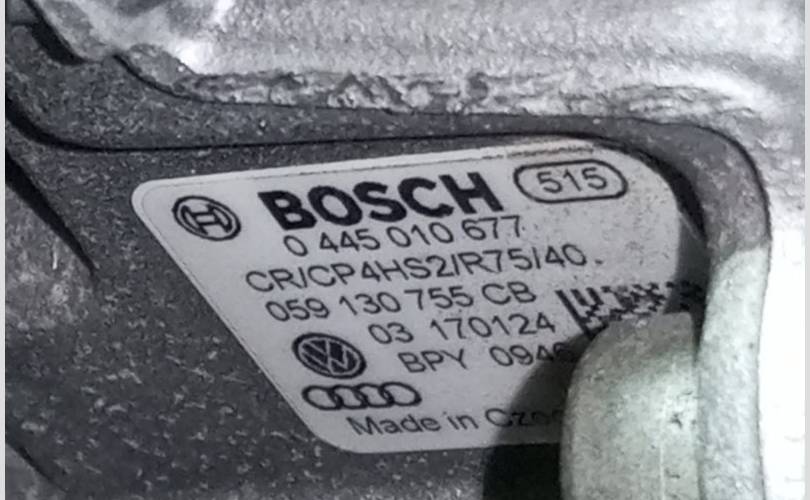 BOSCH 515
0 445 010 677
CR/CP4HS2/R75/40
059 130 755 CB
03 170124
BPY
Made in